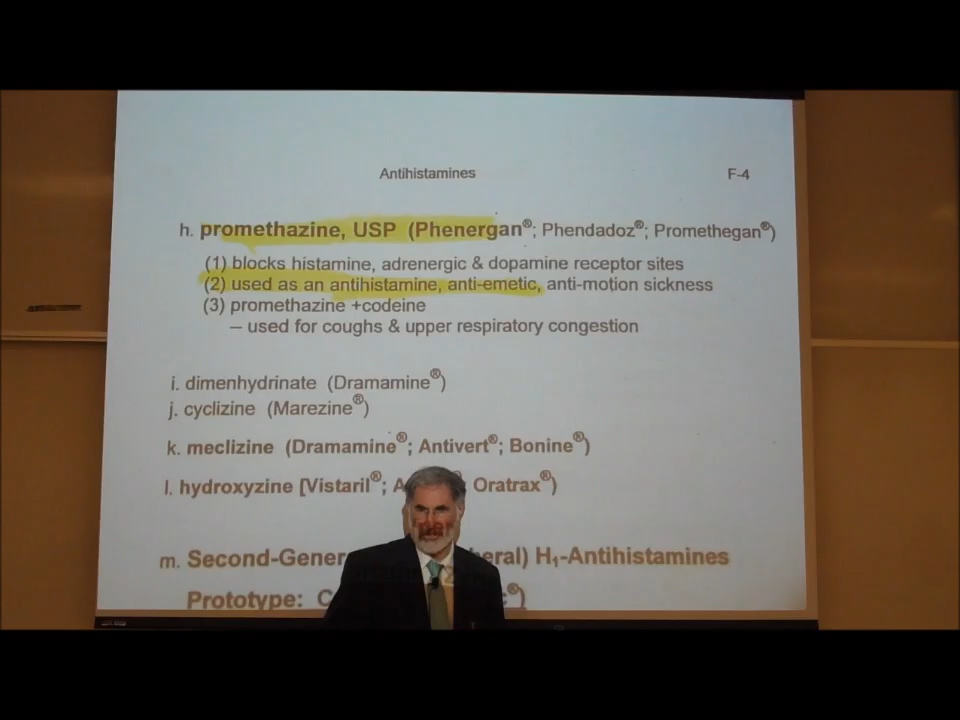 Antihistamines F-4
h. promethazine, USP (Phenergan®; Phendadoz®; Promethegan®)
(1) blocks histamine, adrenergic & dopamine receptor sites
(2) used as an antihistamine, anti-emetic, anti-motion sickness
(3) promethazine +codeine
– used for coughs & upper respiratory congestion
i. dimenhydrinate (Dramamine®)
j. cyclizine (Marezine®)
k. meclizine (Dramamine®; Antivert®; Bonine®)
l. hydroxyzine [Vistaril®; A ® Oratrax®)
m. Second-Gener eral) H₁-Antihistamines
Prototype: C c®)